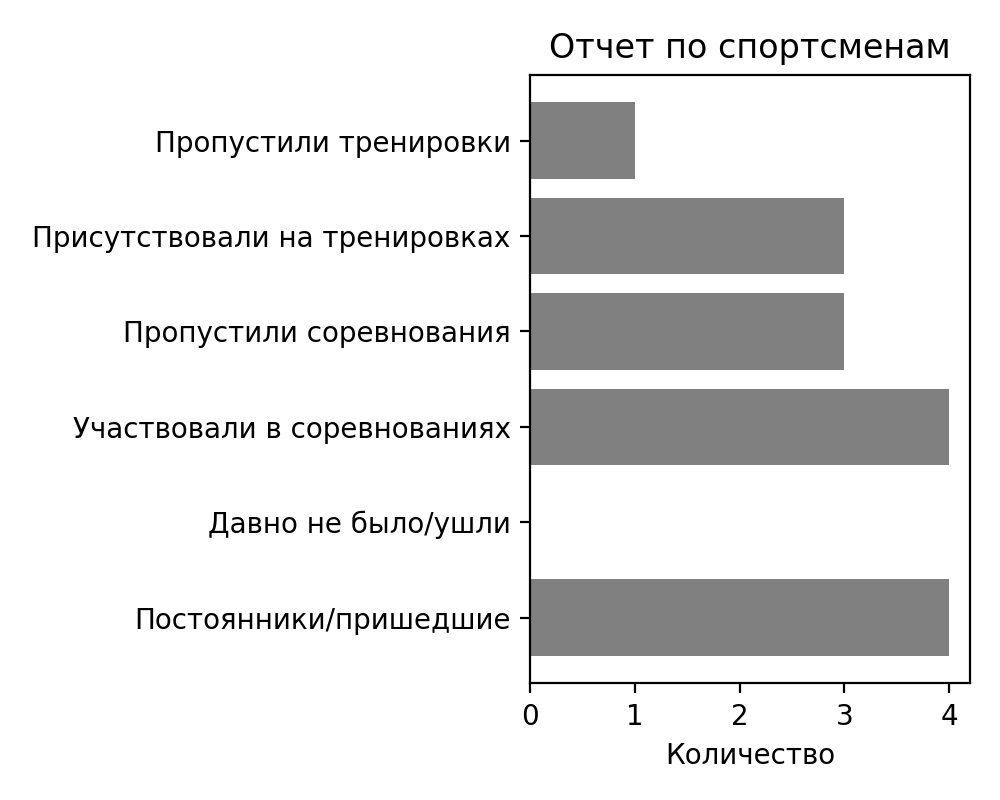 Отчет по спортсменам
Пропустили тренировки
Присутствовали на тренировках
Пропустили соревнования
Участвовали в соревнованиях
Давно не было/ушли
Постоянники/пришедшие
0 1 2 3 4
Количество